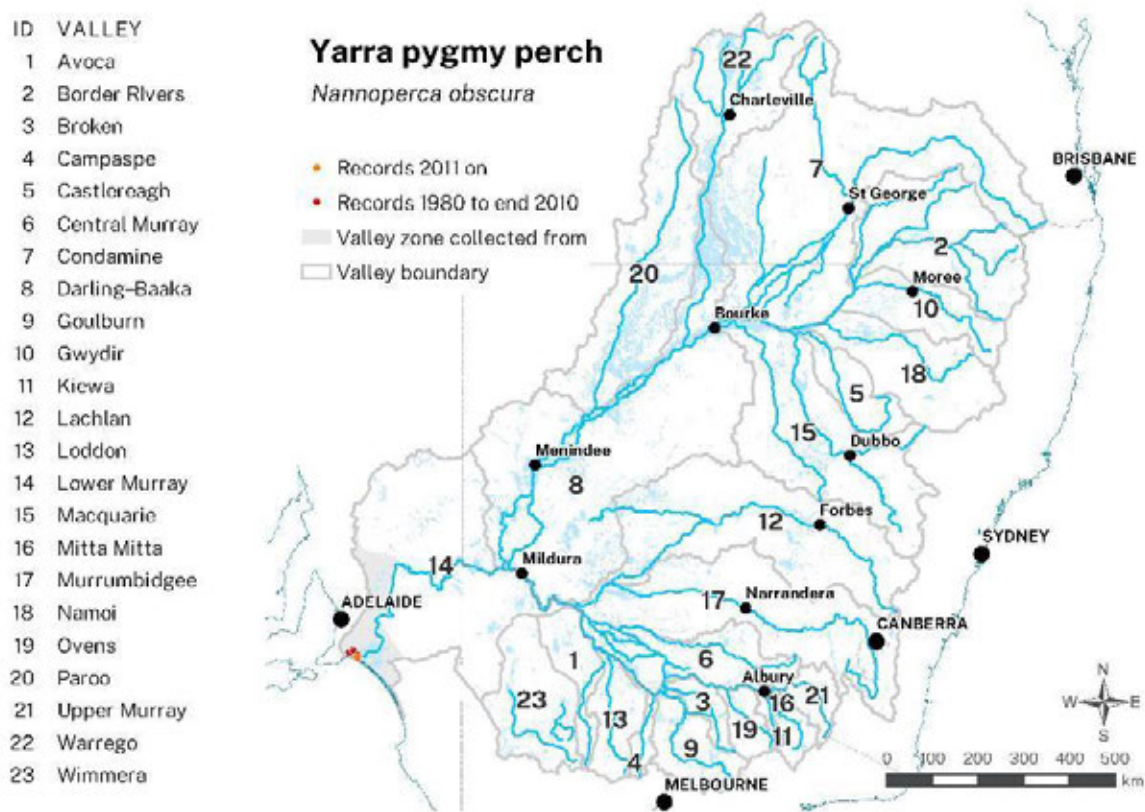 ID VALLEY
1 Avoca
2 Border RIvers
3 Broken
4 Campaspe
5 Castlereagh
6 Central Murray
7 Condamine
8 Darling–Baaka
9 Goulburn
10 Gwydir
11 Kiewa
12 Lachlan
13 Loddon
14 Lower Murray
15 Macquarie
16 Mitta Mitta
17 Murrumbidgee
18 Namoi
19 Ovens
20 Paroo
21 Upper Murray
22 Warrego
23 Wimmera
Yarra pygmy perch
Nannoperca obscura
Records 2011 on
Records 1980 to end 2010
Valley zone collected from
Valley boundary
22
Charleville
BRISBANE
7
St George
2
20
Moree
10
Bourke
18
5
15
Dubbo
Menindee
8
Forbes
12
SYDNEY
Mildura
14
ADELAIDE
Narrandera
17
CANBERRA
1
6
Albury
21
23
3
16
13
19
11
9
4
MELBOURNE
N
W E
S
0 100 200 300 400 500
km